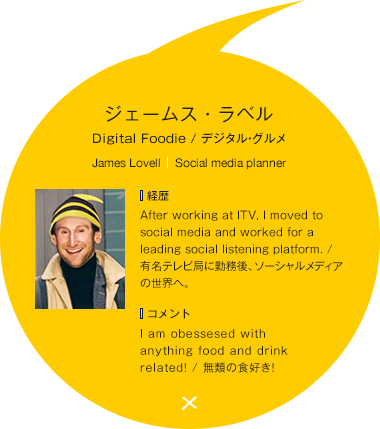 ジェームス・ラベル
Digital Foodie / デジタル・グルメ
James Lovell | Social media planner
経歴
After working at ITV, I moved to
social media and worked for a
leading social listening platform. /
有名テレビ局に勤務後、ソーシャルメディア
の世界へ。
コメント
I am obsessesed with
anything food and drink
related! / 無類の食好き!